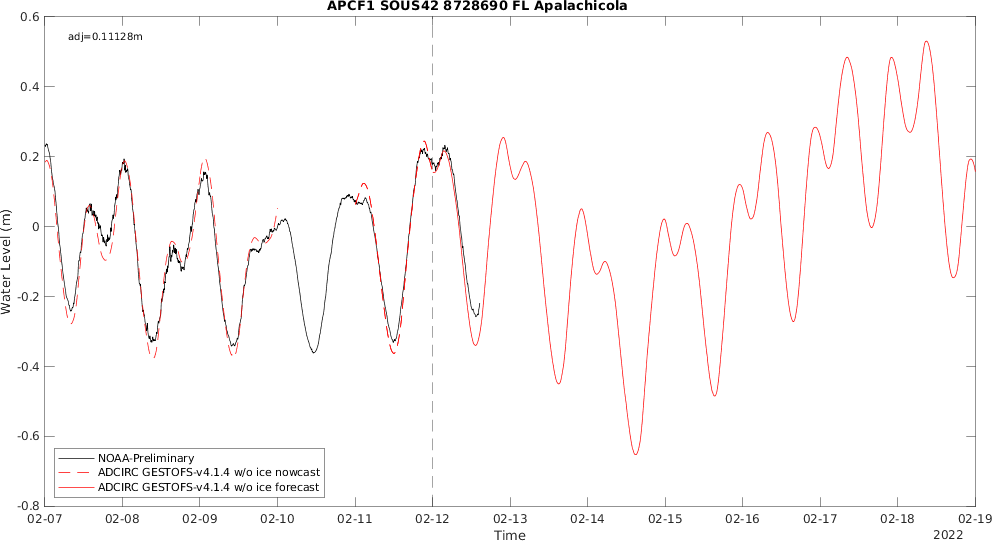 APCF1 SOUS42 8728690 FL Apalachicola
adj=0.11128m
0.6
0.4
0.2
0
-0.2
-0.4
-0.6
-0.8
Water Level (m)
NOAA-Preliminary
ADCIRC GESTOFS-v4.1.4 w/o ice nowcast
ADCIRC GESTOFS-v4.1.4 w/o ice forecast
02-07 02-08 02-09 02-10 02-11 02-12 02-13 02-14 02-15 02-16 02-17 02-18 02-19
Time
2022